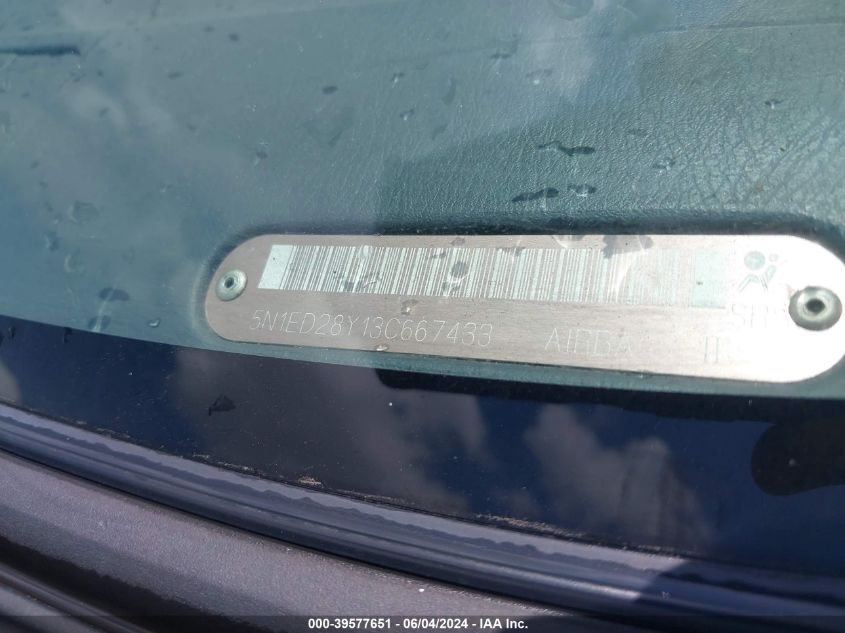 5N1ED28Y13C667433
000-39577651 - 06/04/2024 - IAA Inc.